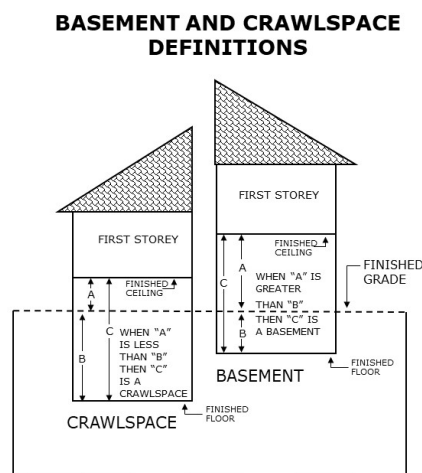 BASEMENT AND CRAWLSPACE
DEFINITIONS
FIRST STOREY
FINISHED
CEILING
A
C
B
WHEN “A”
IS LESS
THAN “B”
THEN “C”
IS A
CRAWLSPACE
FINISHED
FLOOR
CRAWLSPACE
FIRST STOREY
FINISHED
CEILING
A
C
B
WHEN “A” IS
GREATER
THAN “B”
THEN “C” IS
A BASEMENT
FINISHED
GRADE
FINISHED
FLOOR
BASEMENT